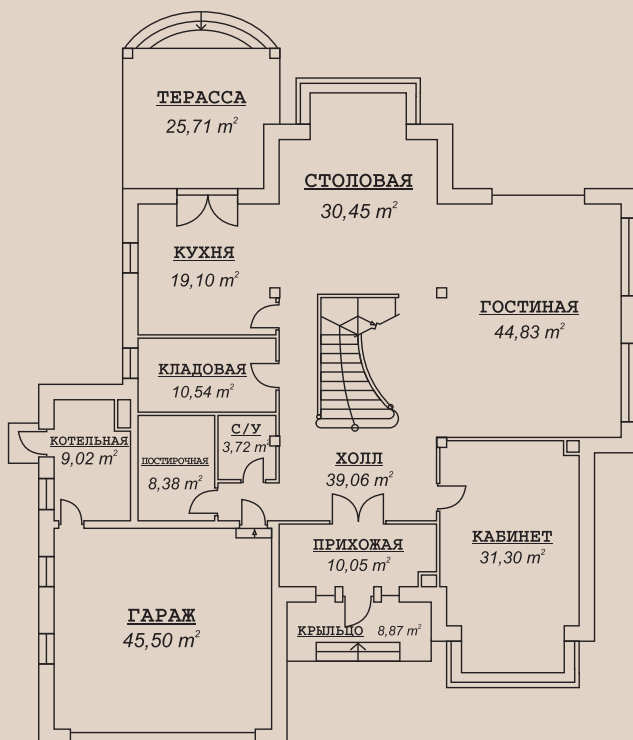 ТЕРАССА
25,71 m²
СТОЛОВАЯ
30,45 m²
КУХНЯ
19,10 m²
ГОСТИНАЯ
44,83 m²
КЛАДОВАЯ
10,54 m²
С/У
3,72 m²
КОТЕЛЬНАЯ
9,02 m²
ПОСТИРОЧНАЯ
8,38 m²
ХОЛЛ
39,06 m²
КАБИНЕТ
31,30 m²
ПРИХОЖАЯ
10,05 m²
ГАРАЖ
45,50 m²
КРЫЛЬЦО 8,87 m²